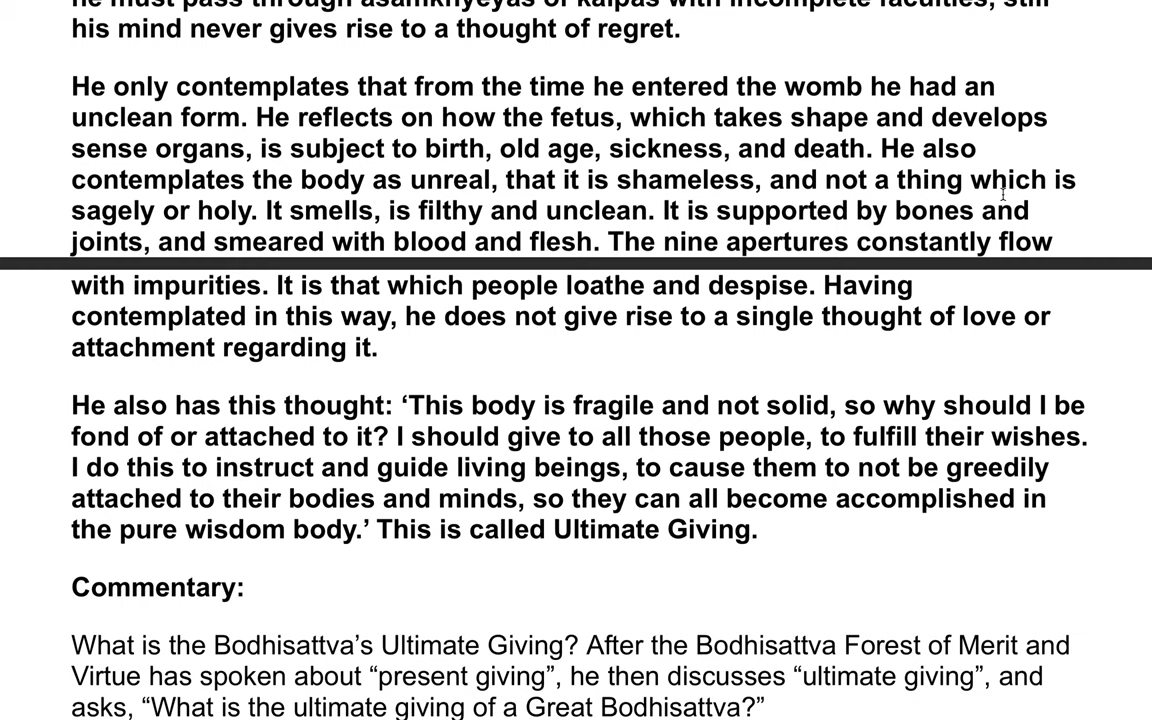 he must pass through asamkhyeyas of kalpas with incomplete faculties, still
his mind never gives rise to a thought of regret.
He only contemplates that from the time he entered the womb he had an
unclean form. He reflects on how the fetus, which takes shape and develops
sense organs, is subject to birth, old age, sickness, and death. He also
contemplates the body as unreal, that it is shameless, and not a thing which is
sagely or holy. It smells, is filthy and unclean. It is supported by bones and
joints, and smeared with blood and flesh. The nine apertures constantly flow
with impurities. It is that which people loathe and despise. Having
contemplated in this way, he does not give rise to a single thought of love or
attachment regarding it.
He also has this thought: ‘This body is fragile and not solid, so why should I be
fond of or attached to it? I should give to all those people, to fulfill their wishes.
I do this to instruct and guide living beings, to cause them to not be greedily
attached to their bodies and minds, so they can all become accomplished in
the pure wisdom body.’ This is called Ultimate Giving.
Commentary:
What is the Bodhisattva’s Ultimate Giving? After the Bodhisattva Forest of Merit and
Virtue has spoken about “present giving”, he then discusses “ultimate giving”, and
asks, “What is the ultimate giving of a Great Bodhisattva?”